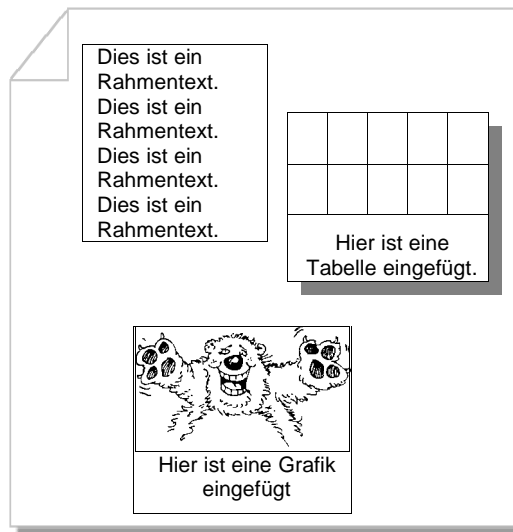 Dies ist ein
Rahmentext.
Dies ist ein
Rahmentext.
Dies ist ein
Rahmentext.
Dies ist ein
Rahmentext.
Hier ist eine
Tabelle eingefügt.
Hier ist eine Grafik
eingefügt